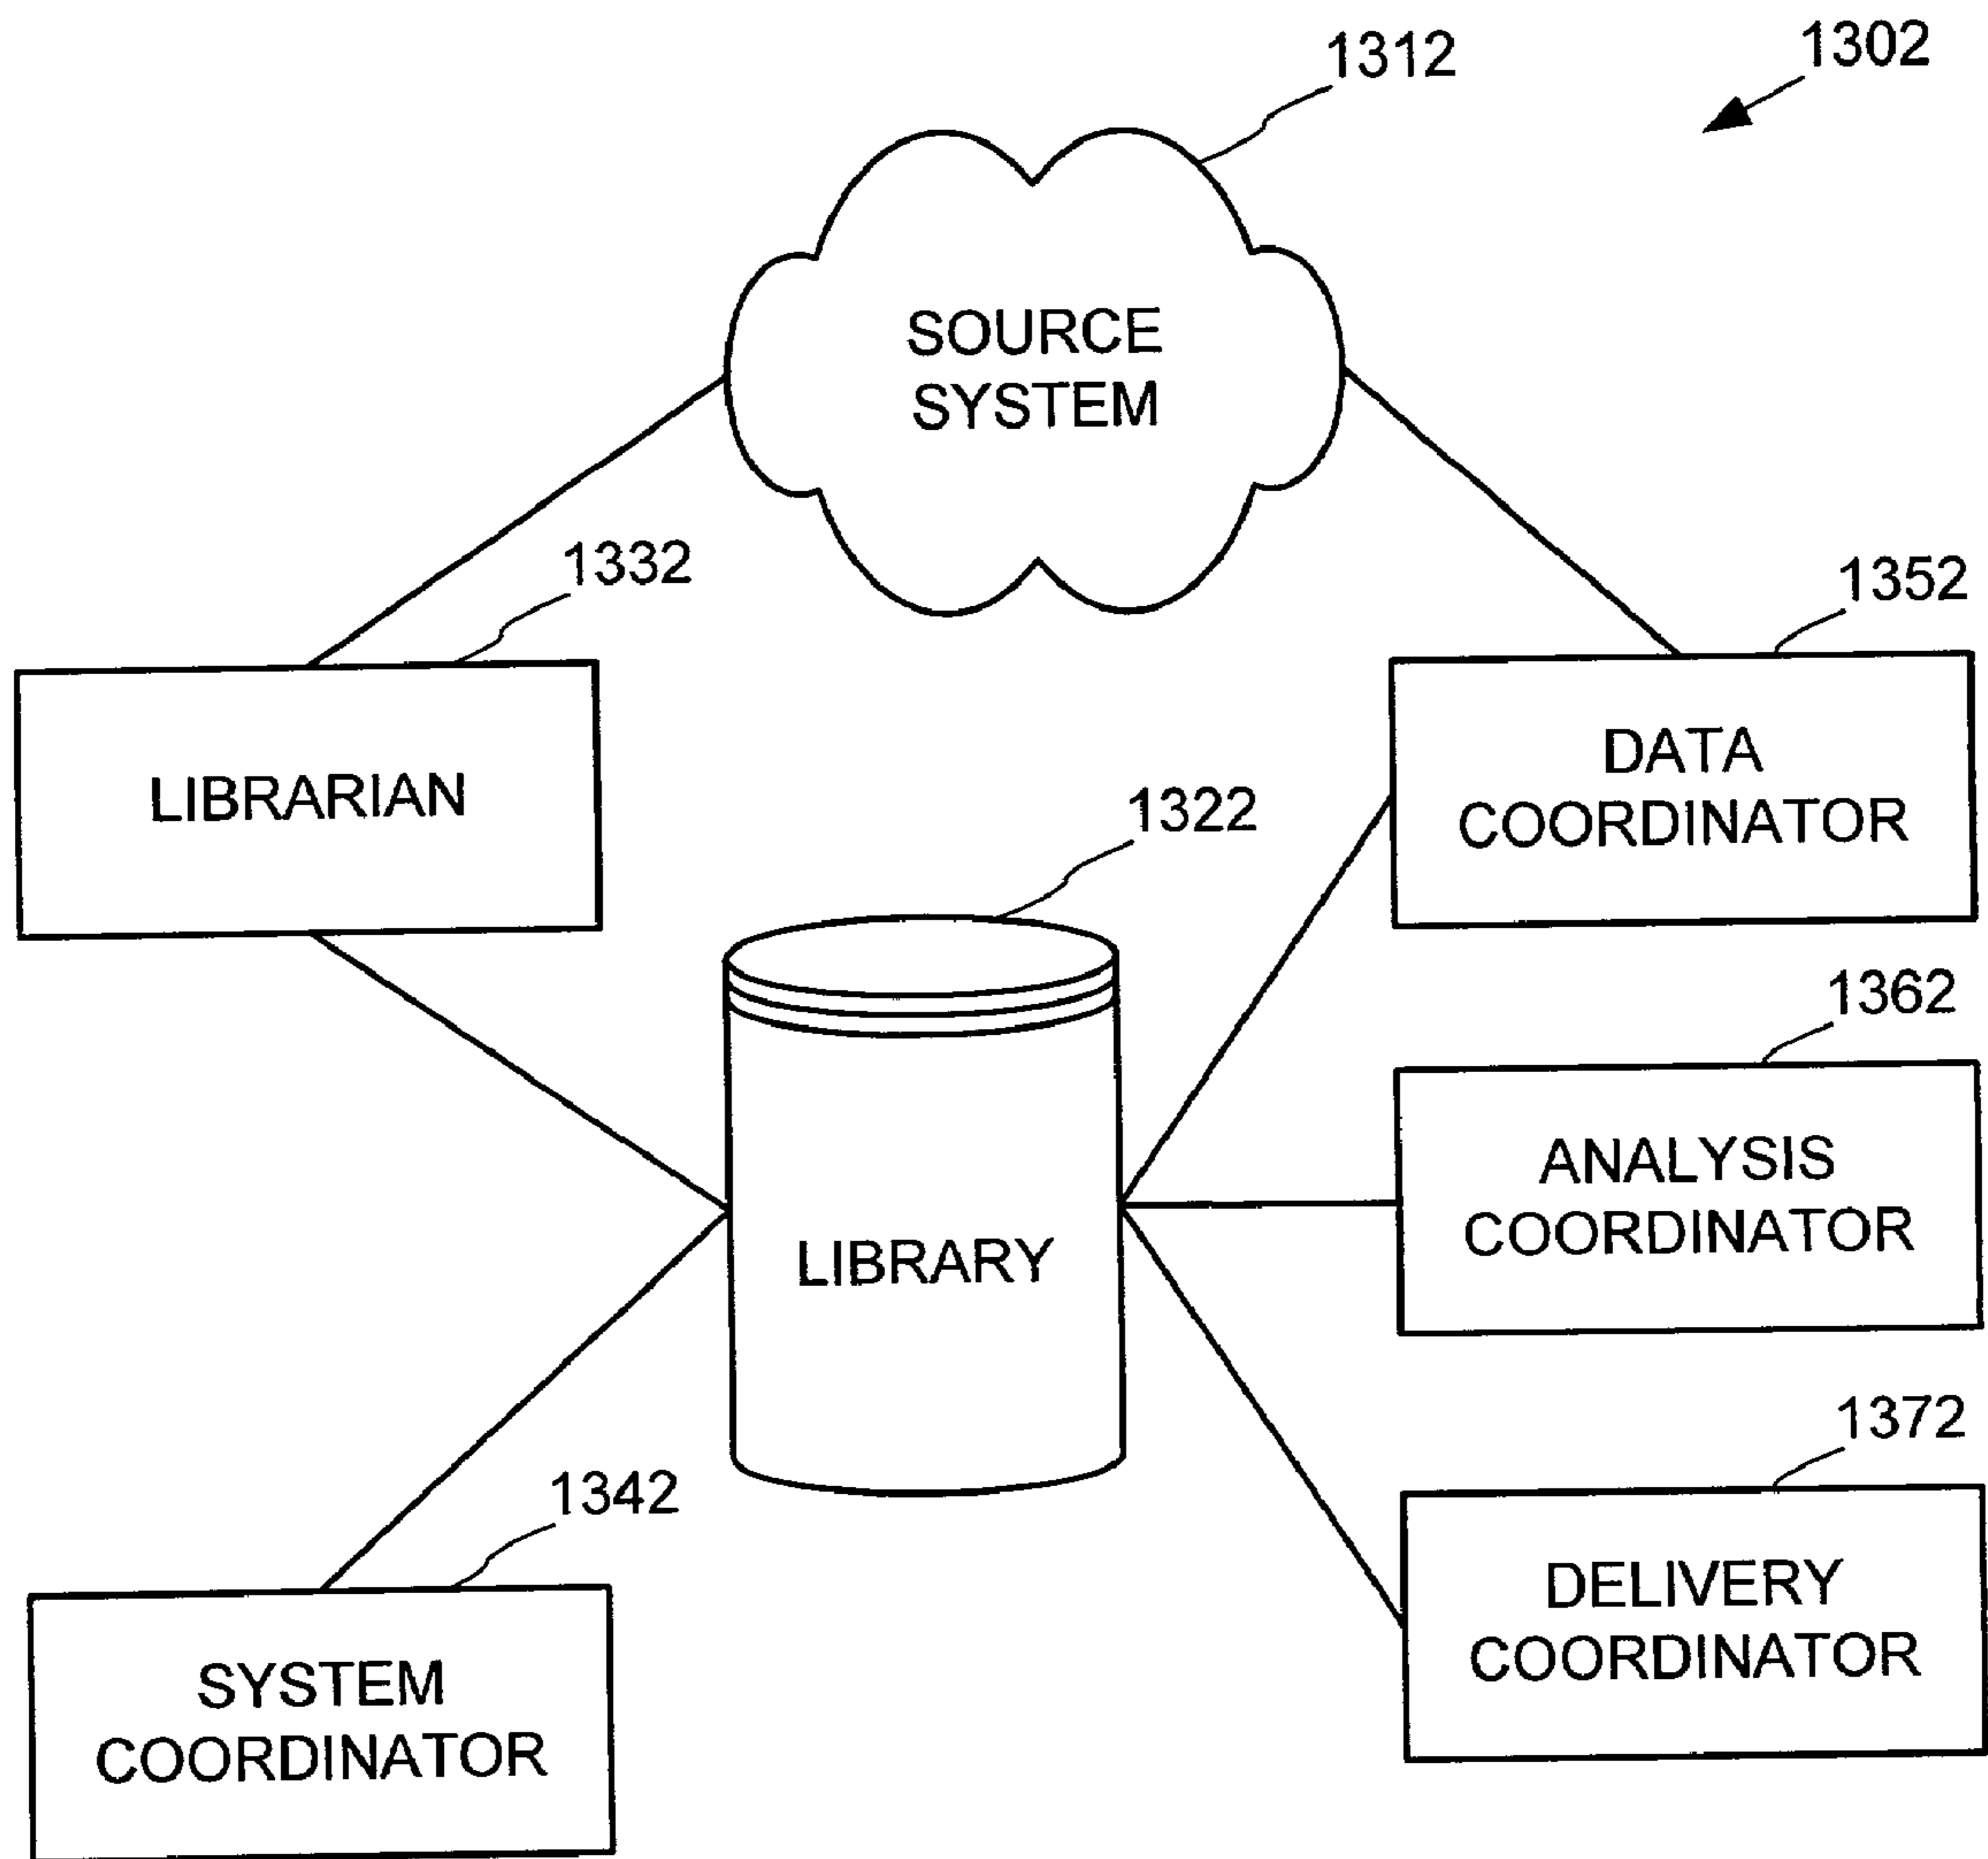 1302
1312
SOURCE
SYSTEM
1332
LIBRARIAN
1352
DATA
COORDINATOR
1322
LIBRARY
1362
ANALYSIS
COORDINATOR
1342
SYSTEM
COORDINATOR
1372
DELIVERY
COORDINATOR